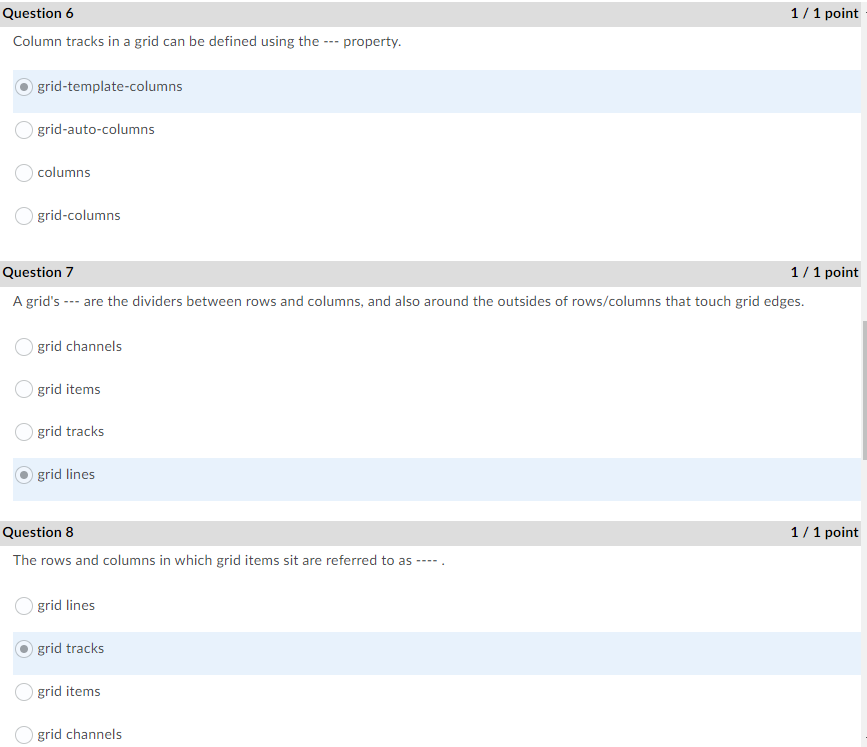 Question 6 1 / 1 point
Column tracks in a grid can be defined using the --- property.
grid-template-columns
grid-auto-columns
columns
grid-columns
Question 7 1 / 1 point
A grid's --- are the dividers between rows and columns, and also around the outsides of rows/columns that touch grid edges.
grid channels
grid items
grid tracks
grid lines
Question 8 1 / 1 point
The rows and columns in which grid items sit are referred to as ---- .
grid lines
grid tracks
grid items
grid channels